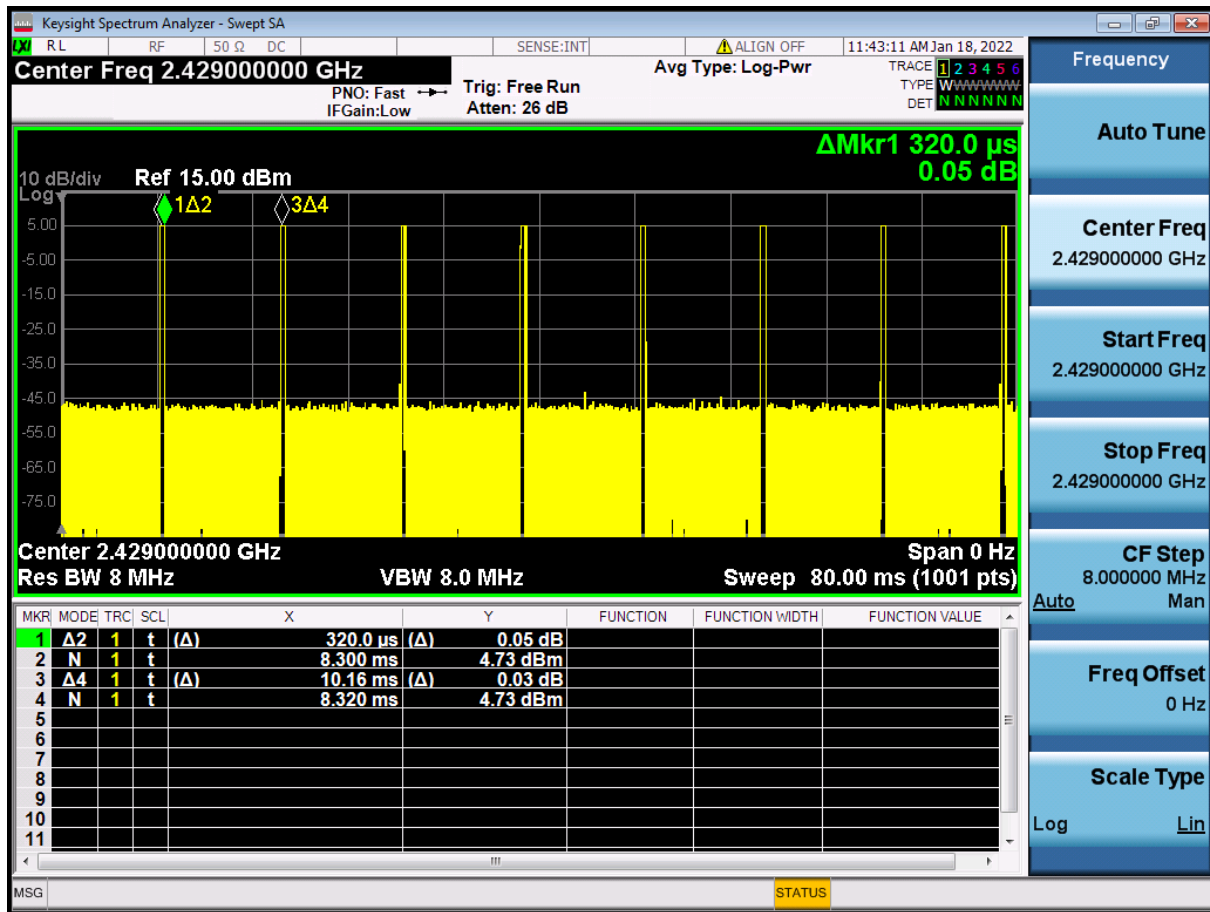 Keysight Spectrum Analyzer - Swept SA
LXI RL RF 50 Ω DC SENSE:INT ALIGN OFF 11:43:11 AM Jan 18, 2022
Center Freq 2.429000000 GHz
PNO: Fast
IFGain:Low
Trig: Free Run
Atten: 26 dB
Avg Type: Log-Pwr
TRACE 1 2 3 4 5 6
TYPE WWWWWW
DET N N N N N N
ΔMkr1 320.0 µs
0.05 dB
10 dB/div Ref 15.00 dBm
Log
1Δ2
3Δ4
5.00
-5.00
-15.0
-25.0
-35.0
-45.0
-55.0
-65.0
-75.0
Center 2.429000000 GHz Span 0 Hz
Res BW 8 MHz VBW 8.0 MHz Sweep 80.00 ms (1001 pts)
MKR MODE TRC SCL X Y FUNCTION FUNCTION WIDTH FUNCTION VALUE
1 Δ2 1 t (Δ) 320.0 µs (Δ) 0.05 dB
2 N 1 t 8.300 ms 4.73 dBm
3 Δ4 1 t (Δ) 10.16 ms (Δ) 0.03 dB
4 N 1 t 8.320 ms 4.73 dBm
5
6
7
8
9
10
11
MSG STATUS
Frequency
Auto Tune
Center Freq
2.429000000 GHz
Start Freq
2.429000000 GHz
Stop Freq
2.429000000 GHz
CF Step
8.000000 MHz
Auto Man
Freq Offset
0 Hz
Scale Type
Log Lin